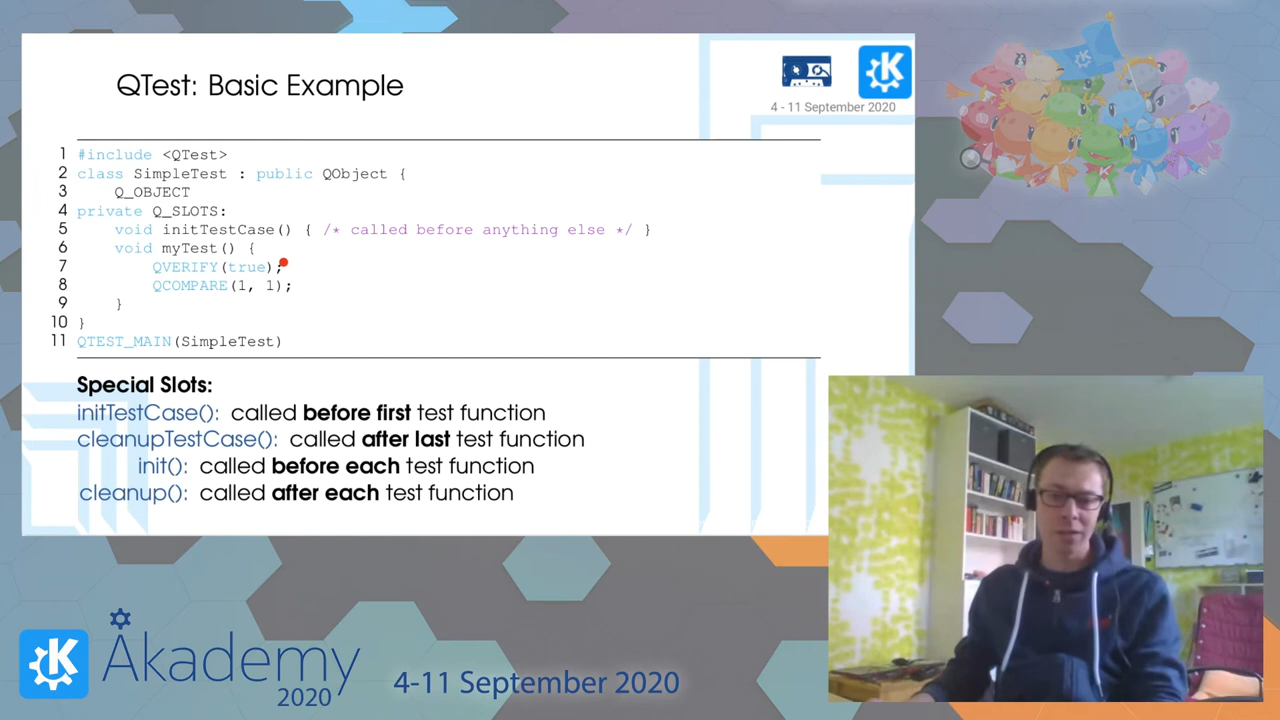 QTest: Basic Example
4 - 11 September 2020
1 #include <QTest>
2 class SimpleTest : public QObject {
3 Q_OBJECT
4 private Q_SLOTS:
5 void initTestCase() { /* called before anything else */ }
6 void myTest() {
7 QVERIFY(true);
8 QCOMPARE(1, 1);
9 }
10 }
11 QTEST_MAIN(SimpleTest)
Special Slots:
initTestCase(): called before first test function
cleanupTestCase(): called after last test function
init(): called before each test function
cleanup(): called after each test function
Akademy
2020
4-11 September 2020